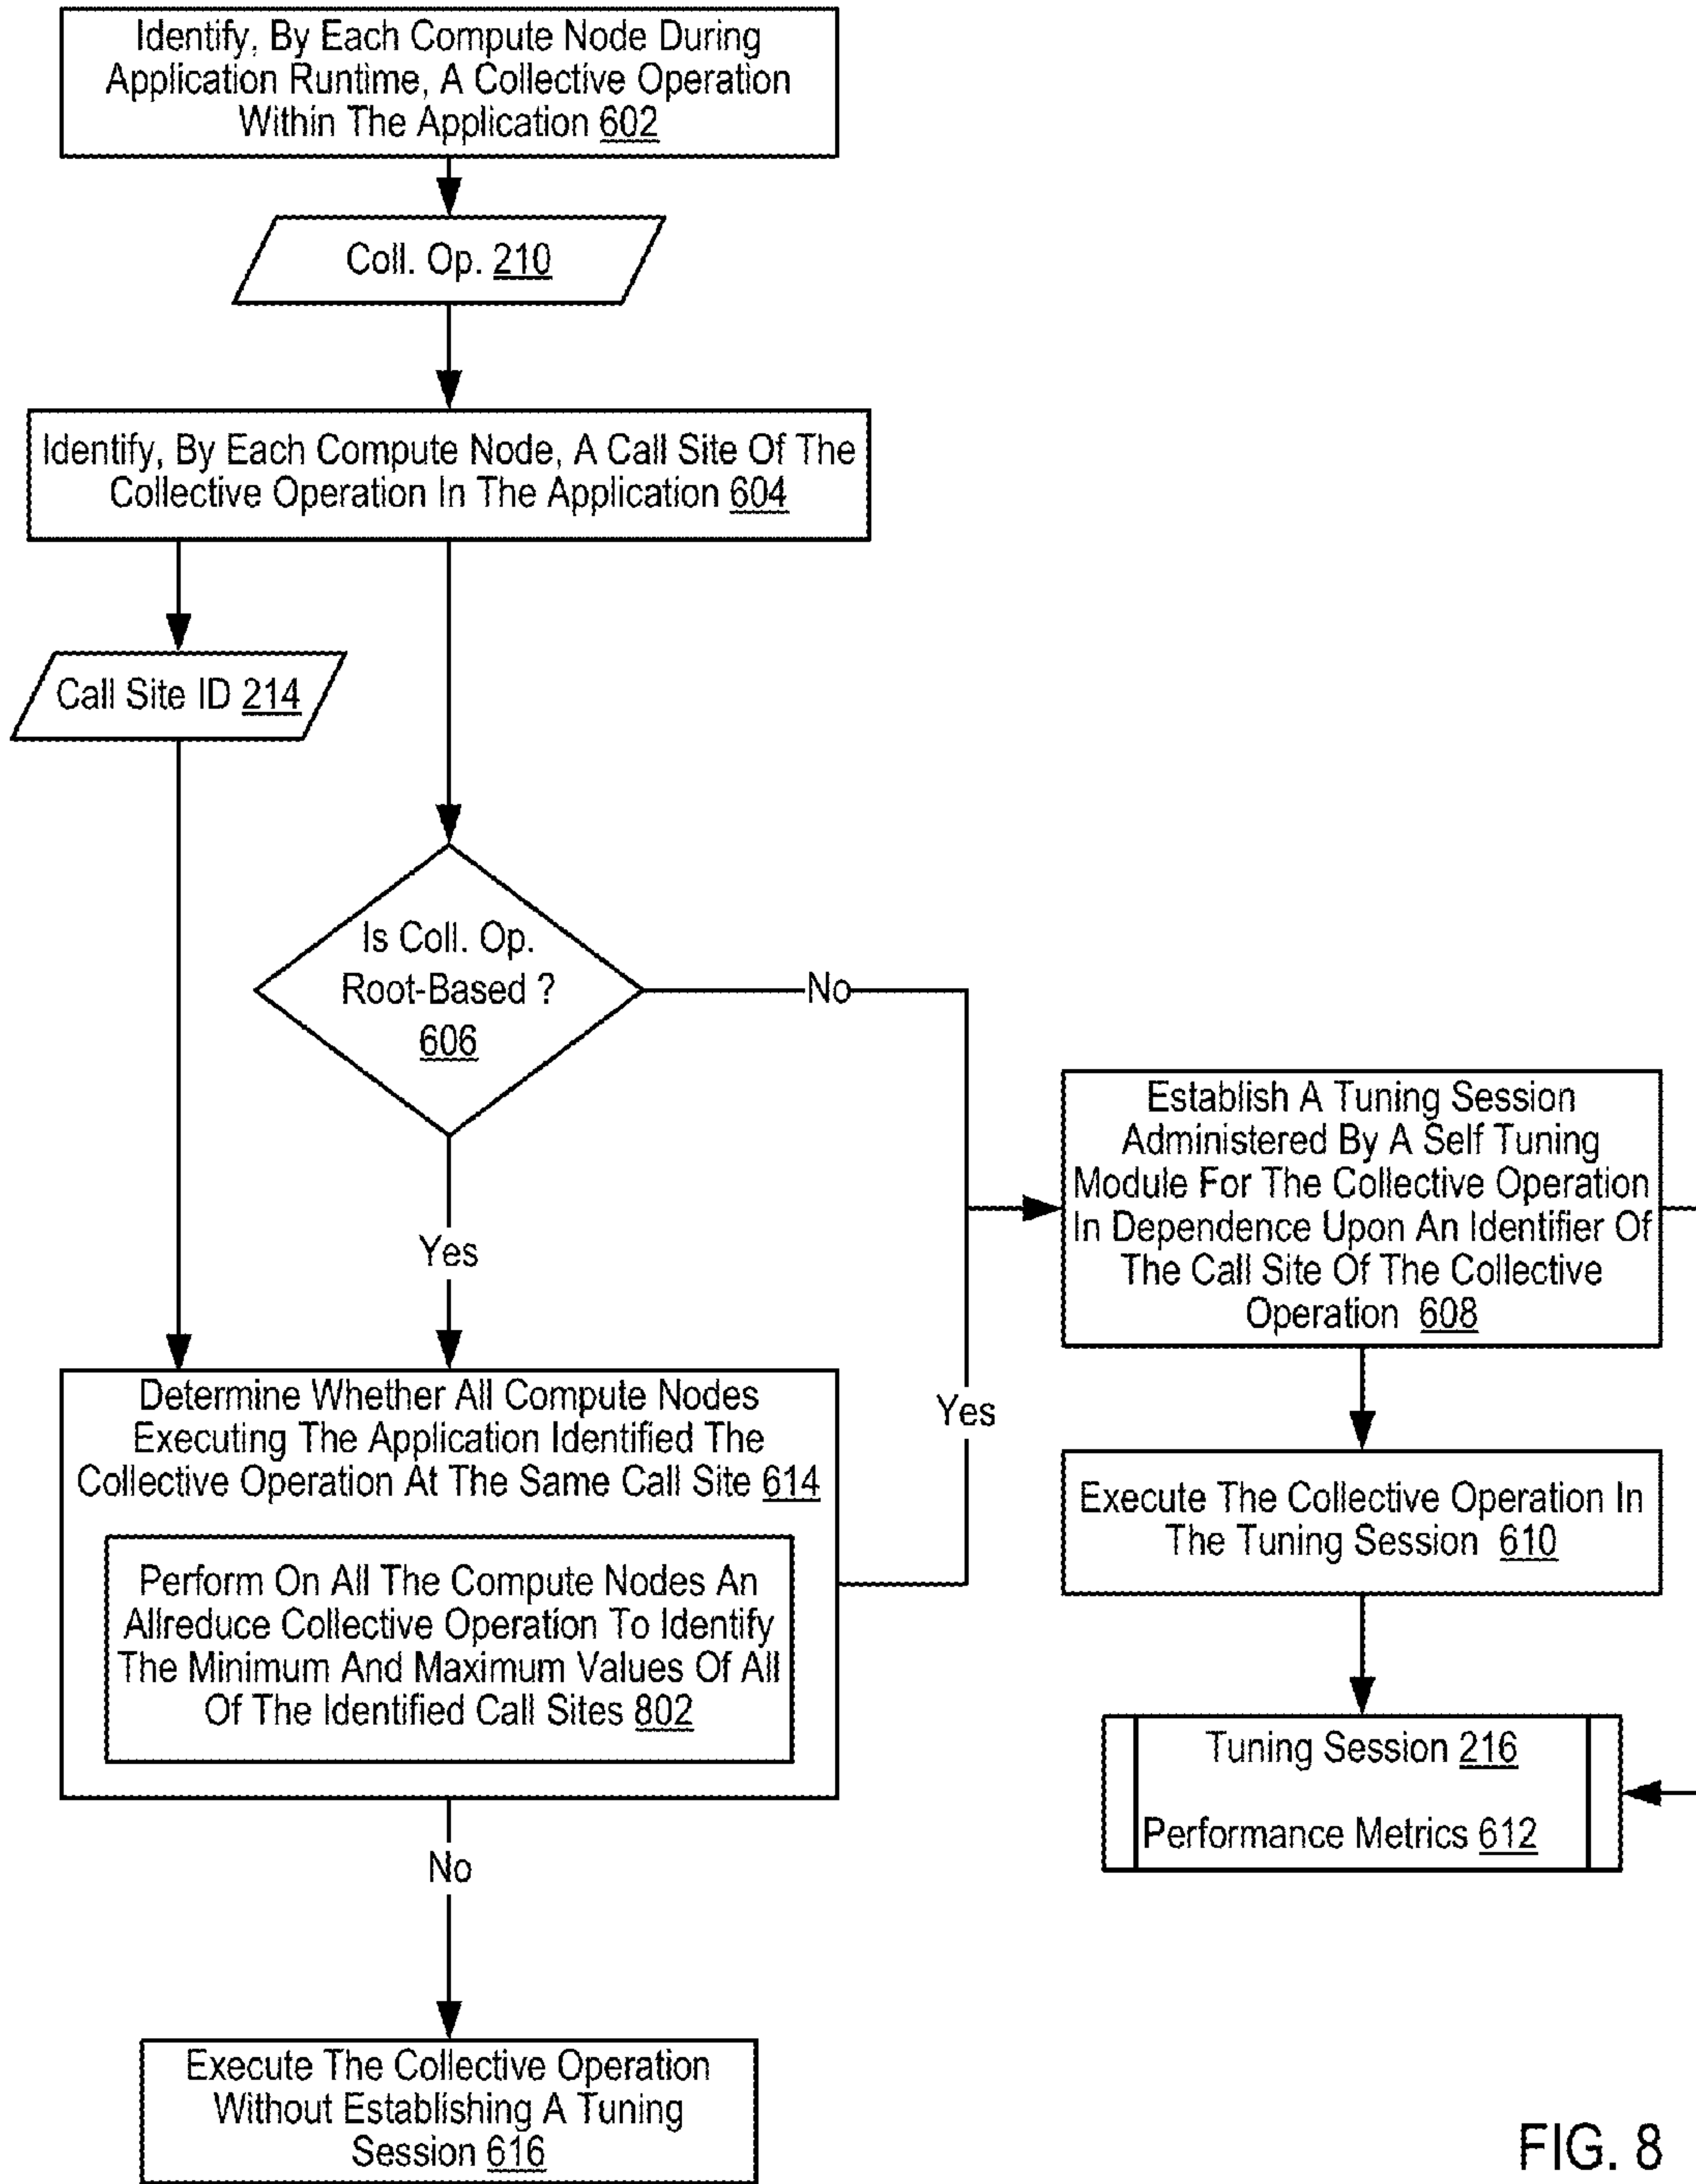 Identify, By Each Compute Node During
Application Runtime, A Collective Operation
Within The Application 602
Coll. Op. 210
Identify, By Each Compute Node, A Call Site Of The
Collective Operation In The Application 604
Call Site ID 214
Is Coll. Op.
Root-Based ?
606
No
Yes
Establish A Tuning Session
Administered By A Self Tuning
Module For The Collective Operation
In Dependence Upon An Identifier Of
The Call Site Of The Collective
Operation 608
Determine Whether All Compute Nodes
Executing The Application Identified The
Collective Operation At The Same Call Site 614
Yes
Perform On All The Compute Nodes An
Allreduce Collective Operation To Identify
The Minimum And Maximum Values Of All
Of The Identified Call Sites 802
Execute The Collective Operation In
The Tuning Session 610
Tuning Session 216
Performance Metrics 612
No
Execute The Collective Operation
Without Establishing A Tuning
Session 616
FIG. 8